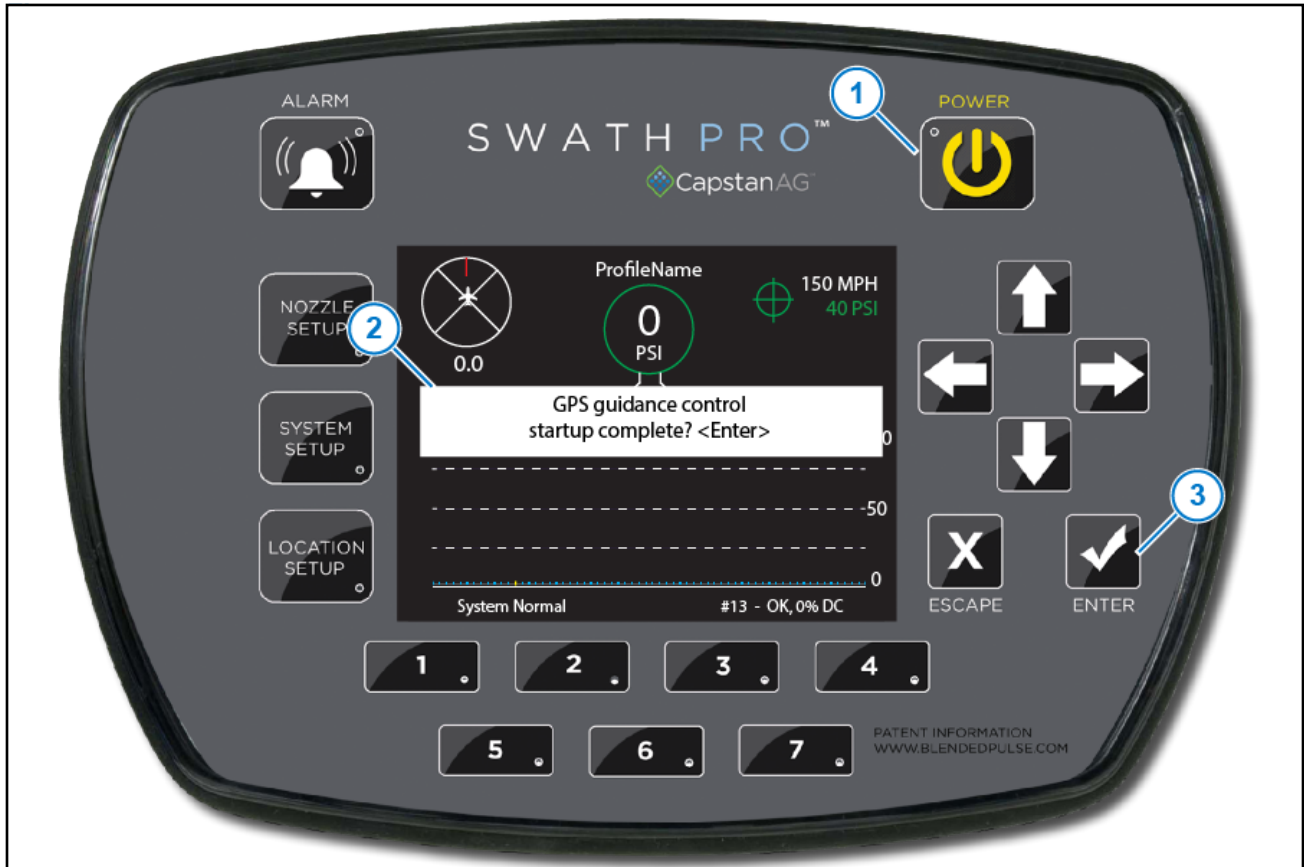 ALARM
1
POWER
SWATH PRO™
CapstanAG™
ProfileName
150 MPH
40 PSI
0
PSI
0.0
NOZZLE
SETUP
2
GPS guidance control
startup complete? <Enter>
0
SYSTEM
SETUP
50
3
LOCATION
SETUP
0
System Normal
#13 - OK, 0% DC
X
ESCAPE
ENTER
1
2
3
4
5
6
7
PATENT INFORMATION
WWW.BLENDEDPULSE.COM